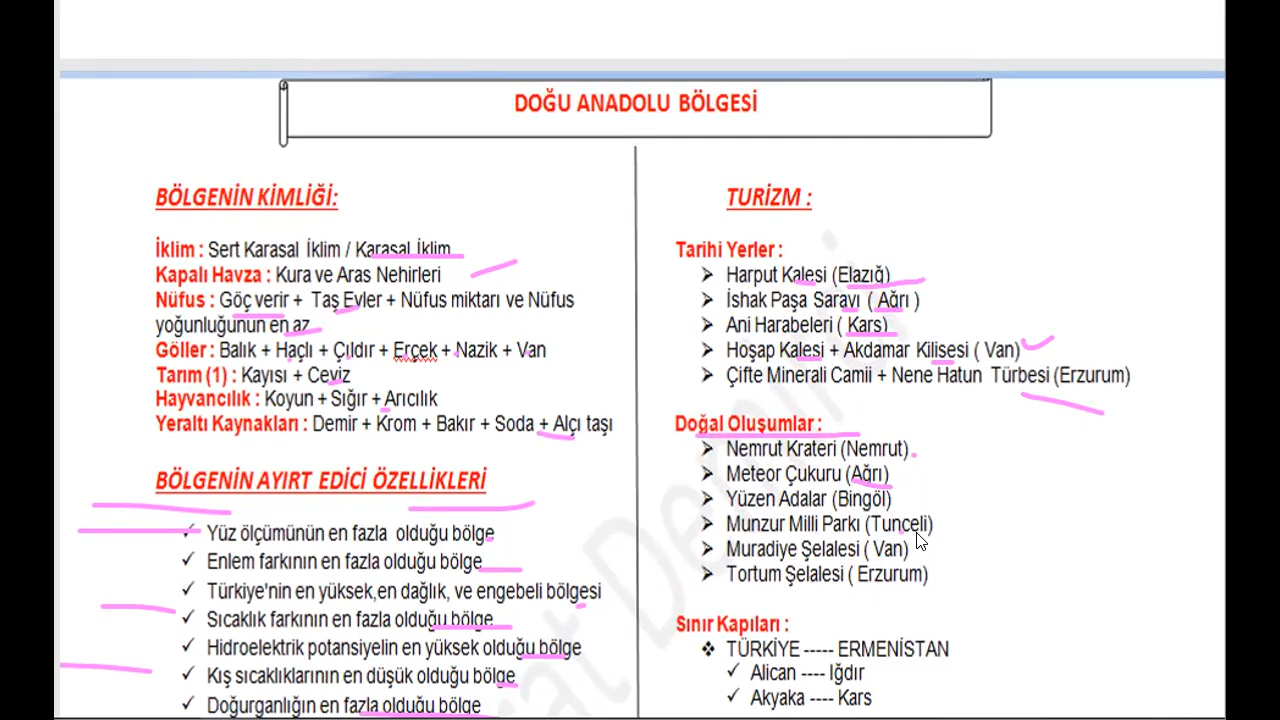 DOĞU ANADOLU BÖLGESİ
BÖLGENİN KİMLİĞİ:
İklim : Sert Karasal İklim / Karasal İklim
Kapalı Havza : Kura ve Aras Nehirleri
Nüfus : Göç verir + Taş Evler + Nüfus miktarı ve Nüfus
yoğunluğunun en az
Göller : Balık + Haçlı + Çıldır + Erçek + Nazik + Van
Tarım (1) : Kayısı + Ceviz
Hayvancılık : Koyun + Sığır + Arıcılık
Yeraltı Kaynakları : Demir + Krom + Bakır + Soda + Alçı taşı
BÖLGENİN AYIRT EDİCİ ÖZELLİKLERİ
✓ Yüz ölçümünün en fazla olduğu bölge
✓ Enlem farkının en fazla olduğu bölge
✓ Türkiye'nin en yüksek,en dağlık, ve engebeli bölgesi
✓ Sıcaklık farkının en fazla olduğu bölge
✓ Hidroelektrik potansiyelin en yüksek olduğu bölge
✓ Kış sıcaklıklarının en düşük olduğu bölge
✓ Doğurganlığın en fazla olduğu bölge
TURİZM :
Tarihi Yerler :
➢ Harput Kalesi (Elazığ)
➢ İshak Paşa Sarayı ( Ağrı )
➢ Ani Harabeleri ( Kars)
➢ Hoşap Kalesi + Akdamar Kilisesi ( Van)
➢ Çifte Minerali Camii + Nene Hatun Türbesi (Erzurum)
Doğal Oluşumlar :
➢ Nemrut Krateri (Nemrut)
➢ Meteor Çukuru (Ağrı)
➢ Yüzen Adalar (Bingöl)
➢ Munzur Milli Parkı (Tunceli)
➢ Muradiye Şelalesi ( Van)
➢ Tortum Şelalesi ( Erzurum)
Sınır Kapıları :
❖ TÜRKİYE ----- ERMENİSTAN
✓ Alican ---- Iğdır
✓ Akyaka ---- Kars